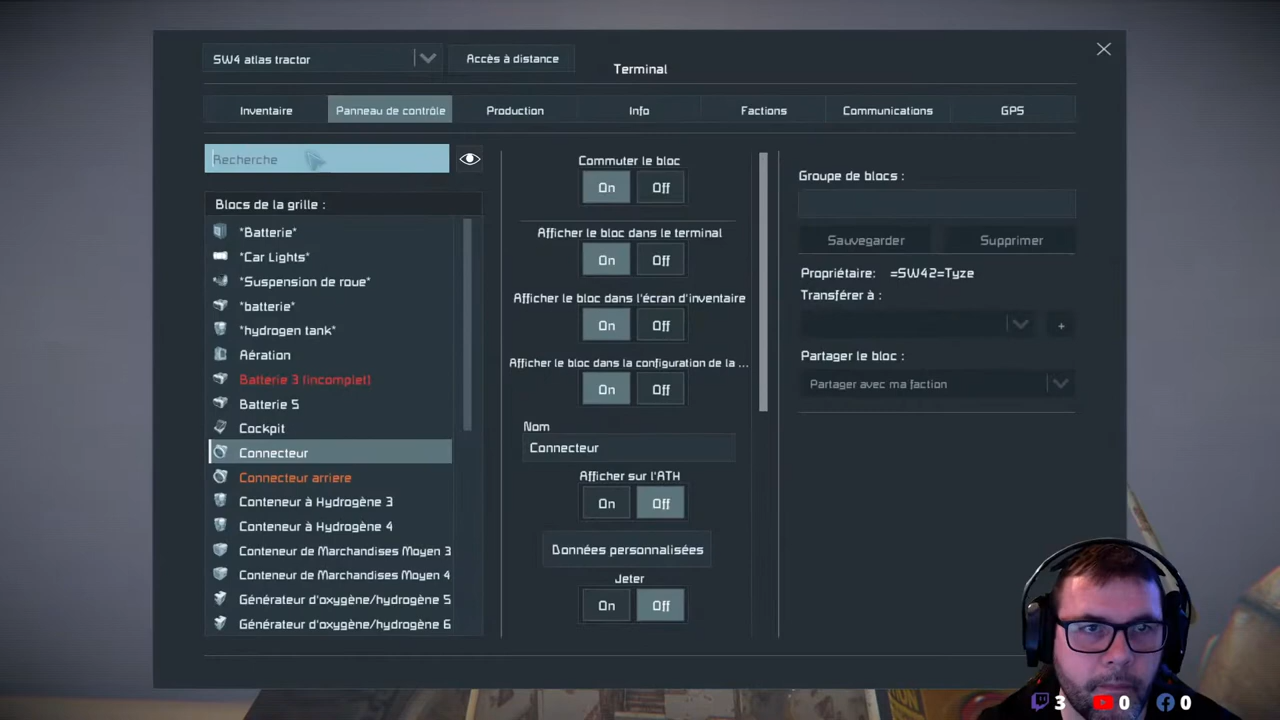 SW4 atlas tractor
Accès à distance
Terminal
Inventaire
Panneau de contrôle
Production
Info
Factions
Communications
GPS
Recherche
Blocs de la grille :
*Batterie*
*Car Lights*
*Suspension de roue*
*batterie*
*hydrogen tank*
Aération
Batterie 3 (incomplet)
Batterie 5
Cockpit
Connecteur
Connecteur arriere
Conteneur à Hydrogène 3
Conteneur à Hydrogène 4
Conteneur de Marchandises Moyen 3
Conteneur de Marchandises Moyen 4
Générateur d'oxygène/hydrogène 5
Générateur d'oxygène/hydrogène 6
Commuter le bloc
On Off
Afficher le bloc dans le terminal
On Off
Afficher le bloc dans l'écran d'inventaire
On Off
Afficher le bloc dans la configuration de la ...
On Off
Nom
Connecteur
Afficher sur l'ATH
On Off
Données personnalisées
Jeter
On Off
Groupe de blocs :
Sauvegarder
Supprimer
Propriétaire: =SW42=Tyze
Transférer à :
+
Partager le bloc :
Partager avec ma faction
3 0 0